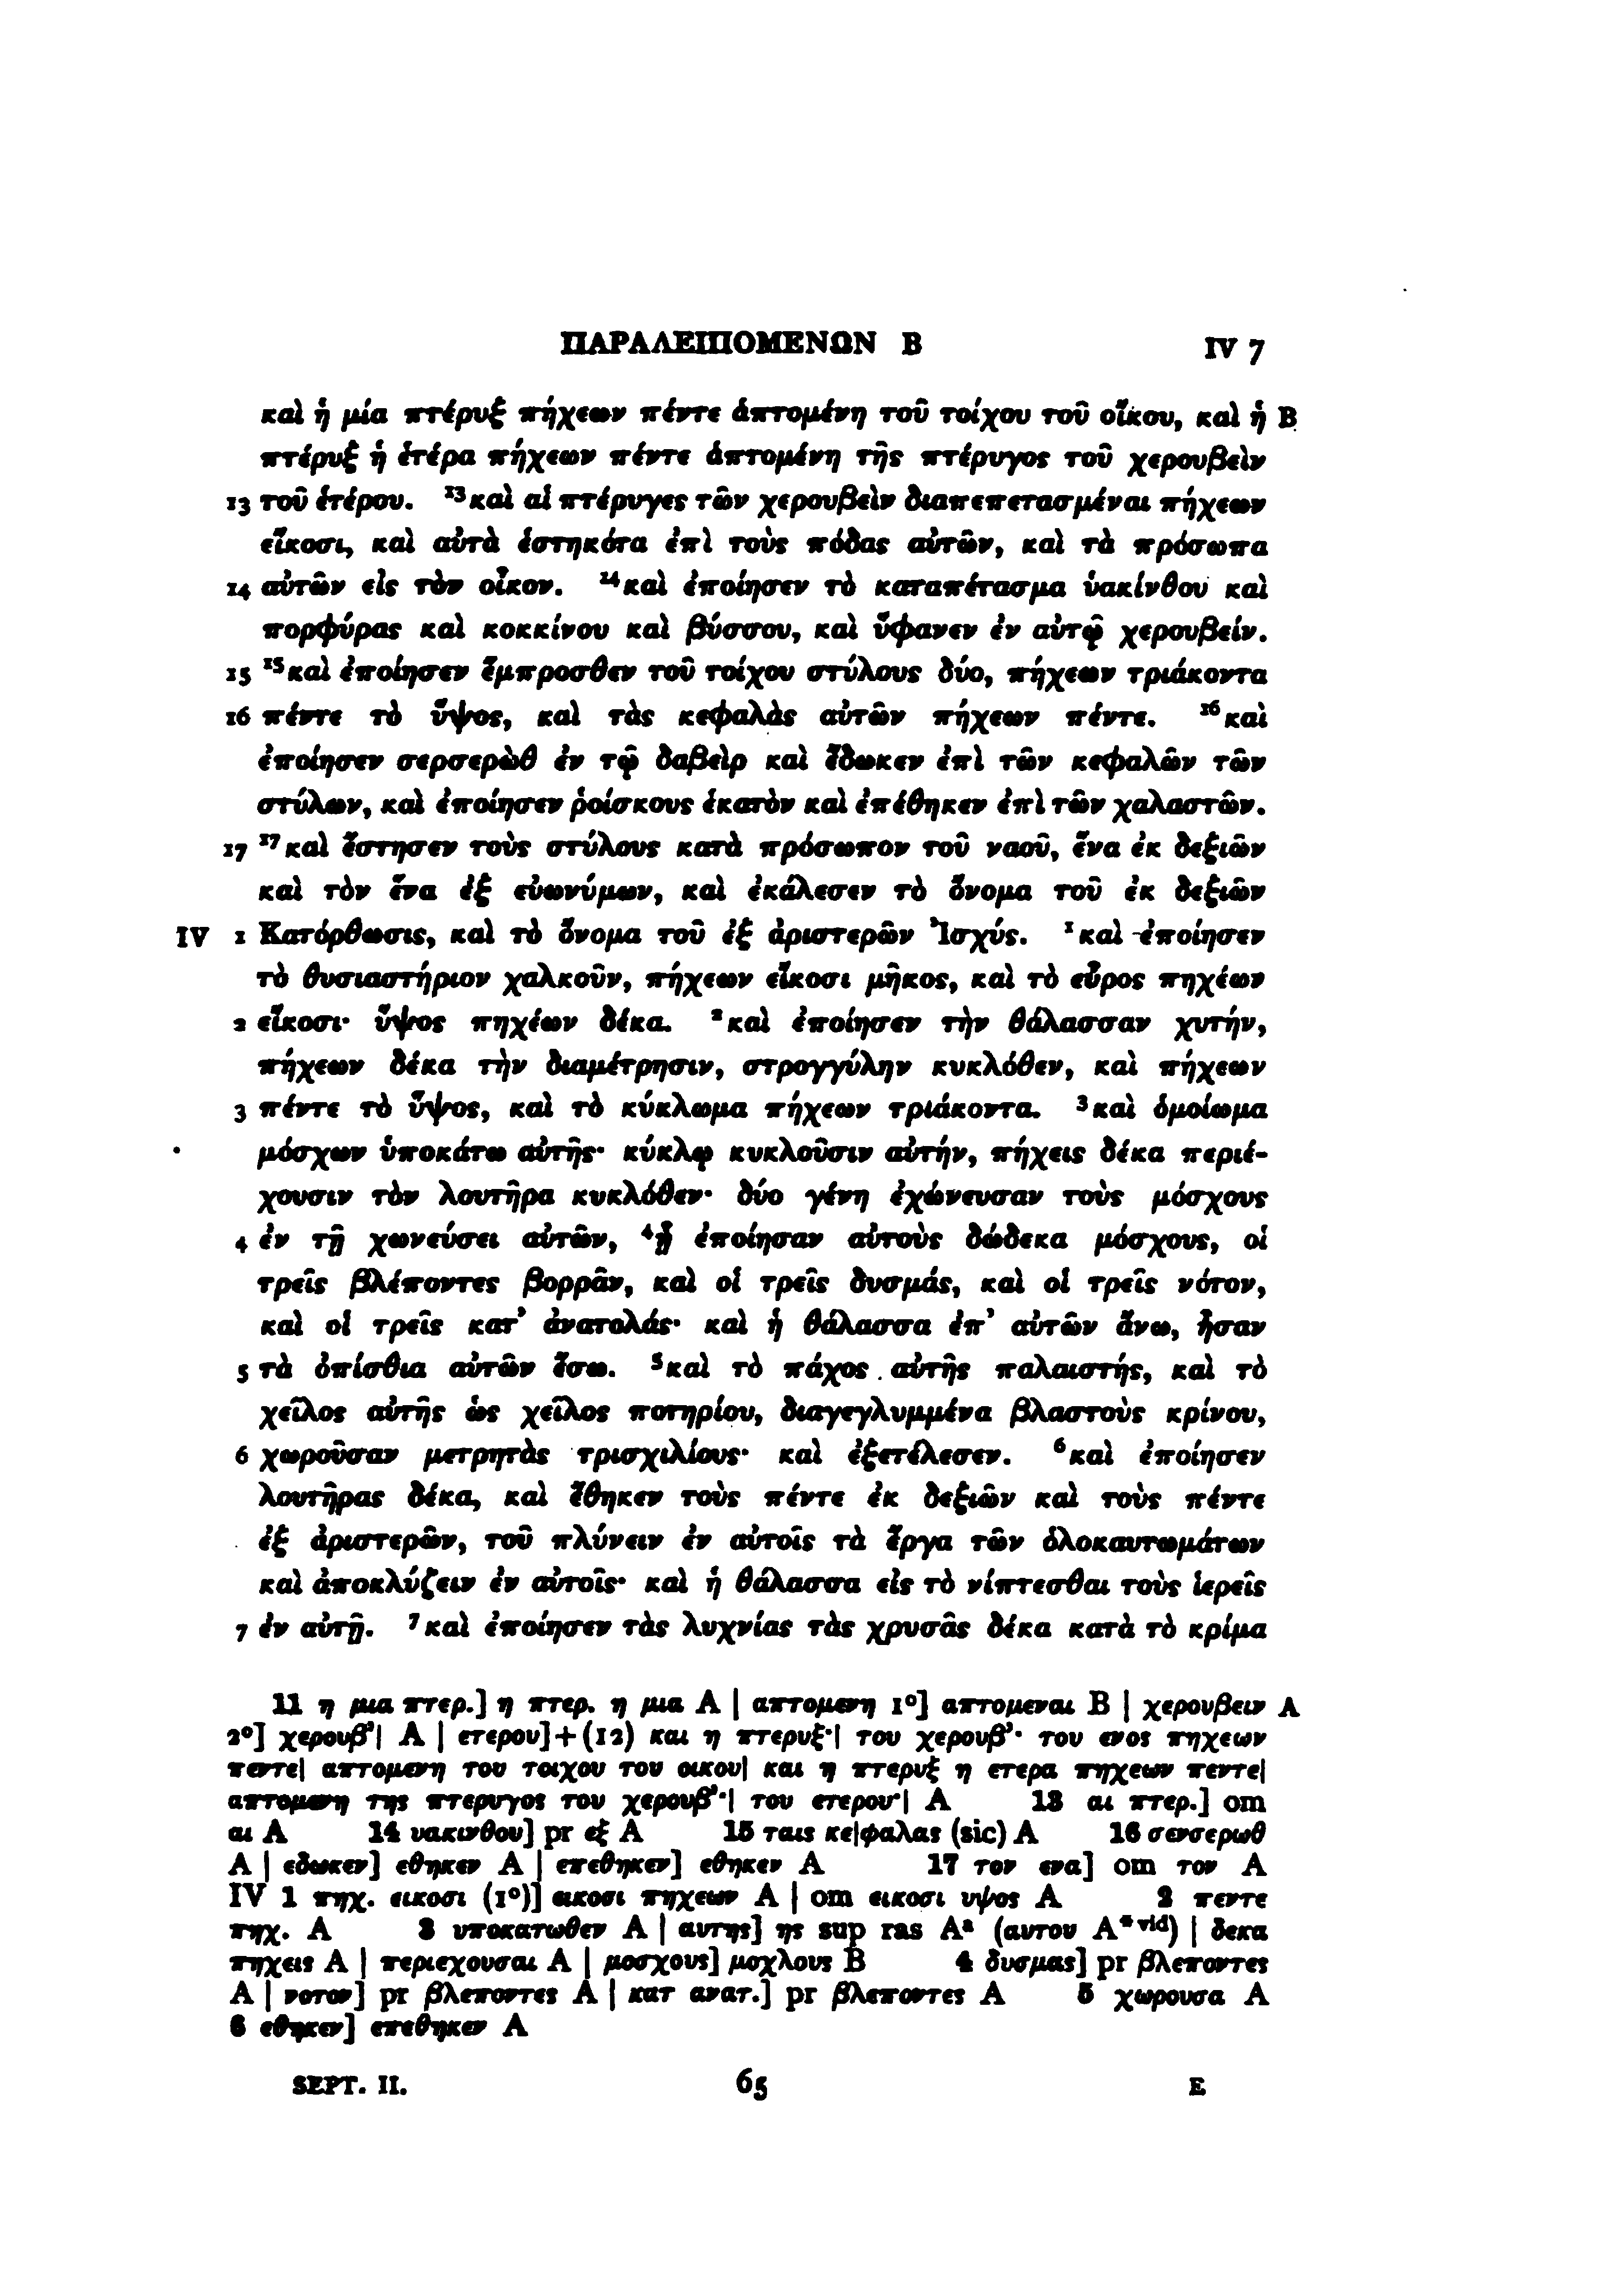 ΠΑΡΑΛΕΙΠΟΜΕΝΩΝ Β IV 7
καὶ ἡ μία πτέρυξ πήχεων πέντε ἁπτομένη τοῦ τοίχου τοῦ οἴκου, καὶ ἡ B
πτέρυξ ἡ ἑτέρα πήχεων πέντε ἁπτομένη τῆς πτέρυγος τοῦ χερουβεὶν
13 τοῦ ἑτέρου. ¹³καὶ αἱ πτέρυγες τῶν χερουβεὶν διαπεπετασμέναι πήχεων
εἴκοσι, καὶ αὐτὰ ἑστηκότα ἐπὶ τοὺς πόδας αὐτῶν, καὶ τὰ πρόσωπα
14 αὐτῶν εἰς τὸν οἶκον. ¹⁴καὶ ἐποίησεν τὸ καταπέτασμα ὑακίνθου καὶ
πορφύρας καὶ κοκκίνου καὶ βύσσου, καὶ ὕφανεν ἐν αὐτῷ χερουβείν.
15 ¹⁵καὶ ἐποίησεν ἔμπροσθεν τοῦ τοίχου στύλους δύο, πήχεων τριάκοντα
16 πέντε τὸ ὕψος, καὶ τὰς κεφαλὰς αὐτῶν πήχεων πέντε. ¹⁶καὶ
ἐποίησεν σερσερὼθ ἐν τῷ δαβεὶρ καὶ ἔδωκεν ἐπὶ τῶν κεφαλῶν τῶν
στύλων, καὶ ἐποίησεν ῥοίσκους ἑκατὸν καὶ ἐπέθηκεν ἐπὶ τῶν χαλαστῶν.
17 ¹⁷καὶ ἔστησεν τοὺς στύλους κατὰ πρόσωπον τοῦ ναοῦ, ἕνα ἐκ δεξιῶν
καὶ τὸν ἕνα ἐξ εὐωνύμων, καὶ ἐκάλεσεν τὸ ὄνομα τοῦ ἐκ δεξιῶν
IV 1 Κατόρθωσις, καὶ τὸ ὄνομα τοῦ ἐξ ἀριστερῶν Ἰσχύς. ¹καὶ ἐποίησεν
τὸ θυσιαστήριον χαλκοῦν, πήχεων εἴκοσι μῆκος, καὶ τὸ εὖρος πηχέων
2 εἴκοσι· ὕψος πηχέων δέκα. ²καὶ ἐποίησεν τὴν θάλασσαν χυτήν,
πήχεων δέκα τὴν διαμέτρησιν, στρογγύλην κυκλόθεν, καὶ πήχεων
3 πέντε τὸ ὕψος, καὶ τὸ κύκλωμα πήχεων τριάκοντα. ³καὶ ὁμοίωμα
μόσχων ὑποκάτω αὐτῆς· κύκλῳ κυκλοῦσιν αὐτήν, πήχεις δέκα περιέ-
χουσιν τὸν λουτῆρα κυκλόθεν· δύο γένη ἐχώνευσαν τοὺς μόσχους
4 ἐν τῇ χωνεύσει αὐτῶν, ⁴ᾗ ἐποίησαν αὐτοὺς δώδεκα μόσχους, οἱ
τρεῖς βλέποντες βορρᾶν, καὶ οἱ τρεῖς δυσμάς, καὶ οἱ τρεῖς νότον,
καὶ οἱ τρεῖς κατ᾽ ἀνατολάς· καὶ ἡ θάλασσα ἐπ᾽ αὐτῶν ἄνω, ἦσαν
5 τὰ ὀπίσθια αὐτῶν ἔσω. ⁵καὶ τὸ πάχος αὐτῆς παλαιστής, καὶ τὸ
χεῖλος αὐτῆς ὡς χεῖλος ποτηρίου, διαγεγλυμμένα βλαστοὺς κρίνου,
6 χωροῦσαν μετρητὰς τρισχιλίους· καὶ ἐξετέλεσεν. ⁶καὶ ἐποίησεν
λουτῆρας δέκα, καὶ ἔθηκεν τοὺς πέντε ἐκ δεξιῶν καὶ τοὺς πέντε
ἐξ ἀριστερῶν, τοῦ πλύνειν ἐν αὐτοῖς τὰ ἔργα τῶν ὁλοκαυτωμάτων
καὶ ἀποκλύζειν ἐν αὐτοῖς· καὶ ἡ θάλασσα εἰς τὸ νίπτεσθαι τοὺς ἱερεῖς
7 ἐν αὐτῇ. ⁷καὶ ἐποίησεν τὰς λυχνίας τὰς χρυσᾶς δέκα κατὰ τὸ κρίμα
11 η μια πτερ.] η πτερ. η μια A | απτομενη 1°] απτομεναι B | χερουβειν A
2°] χερουβ᾽| A | ετερου]+(12) και η πτερυξ·| του χερουβ᾽· του ενος πηχεων
πεντε| απτομενη του τοιχου του οικου| και η πτερυξ η ετερα πηχεων πεντε|
απτομενη της πτερυγος του χερουβ᾽·| του ετερου·| A 13 αι πτερ.] om
αι A 14 υακινθου] pr εξ A 15 ταις κε|φαλας (sic) A 16 σενσερωθ
A | εδωκεν] εθηκεν A | επεθηκεν] εθηκεν A 17 τον ενα] om τον A
IV 1 πηχ. εικοσι (1°)] εικοσι πηχεων A | om εικοσι υψος A 2 πεντε
πηχ. A 3 υποκατωθεν A | αυτης] ης sup ras Aᵃ (αυτου A*ᵛⁱᵈ) | δεκα
πηχεις A | περιεχουσαι A | μοσχους] μοχλους B 4 δυσμας] pr βλεποντες
A | νοτον] pr βλεποντες A | κατ ανατ.] pr βλεποντες A 5 χωρουσα A
6 εθηκεν] επεθηκεν A
SEPT. II. 65 E